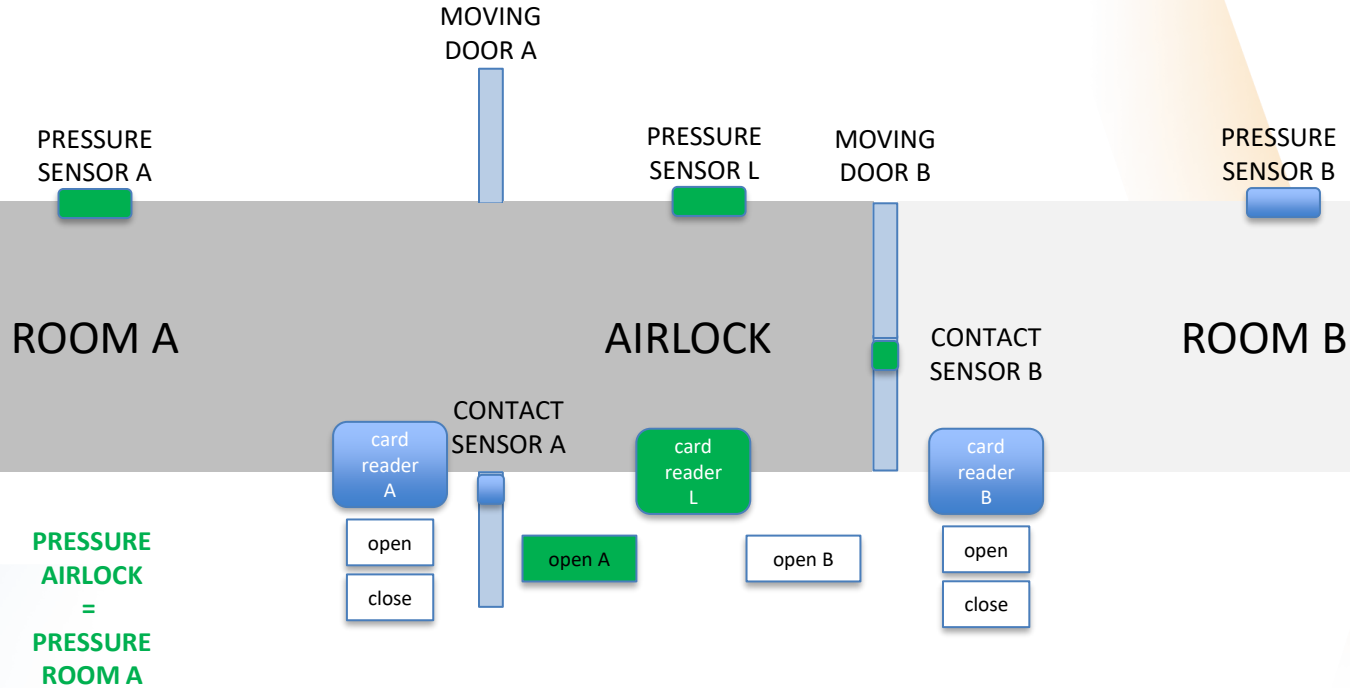 MOVING
DOOR A
PRESSURE
SENSOR A
PRESSURE
SENSOR L
MOVING
DOOR B
PRESSURE
SENSOR B
ROOM A
AIRLOCK
CONTACT
SENSOR B
ROOM B
CONTACT
SENSOR A
card
reader
A
card
reader
L
card
reader
B
open
close
open A
open B
open
close
PRESSURE
AIRLOCK
=
PRESSURE
ROOM A